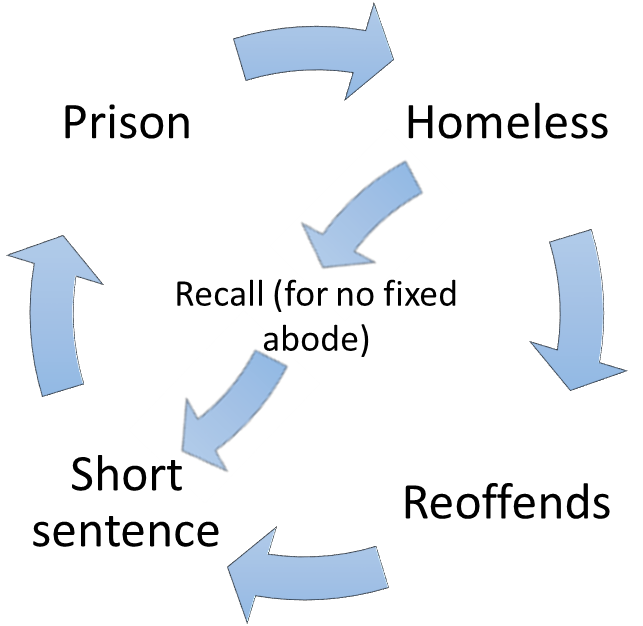 Prison
Homeless
Recall (for no fixed
abode)
Short
sentence
Reoffends